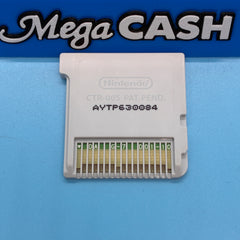 Mega CASH
Nintendo
CTR-005 PAT.PEND.
AYTP630084